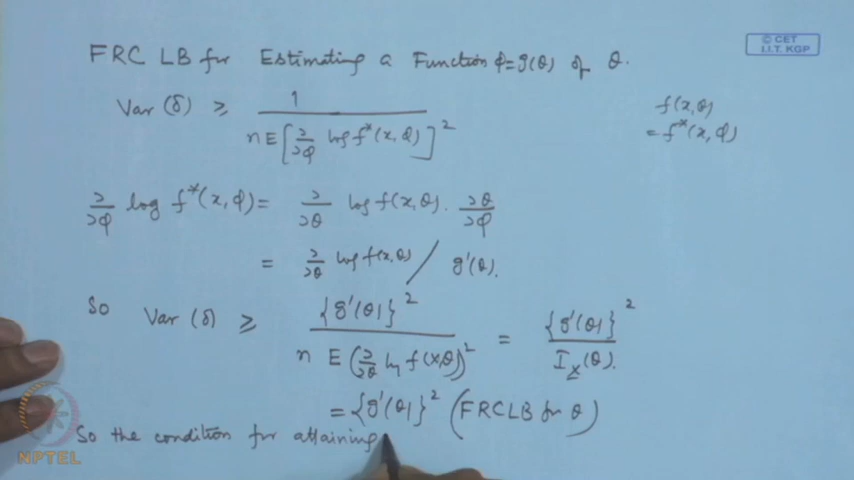 FRC LB for Estimating a Function φ=g(θ) of θ.
© CET
I.I.T. KGP
Var (δ) ≥ 1 / n E [ ∂/∂φ log f*(x,φ) ]²
f(x,θ)
= f*(x,φ)
∂/∂φ log f*(x,φ) = ∂/∂θ log f(x,θ) . ∂θ/∂φ
= ∂/∂θ log f(x,θ) / g'(θ).
So Var (δ) ≥ {g'(θ)}² / n E (∂/∂θ log f(x,θ))² = {g'(θ)}² / I_X(θ).
= {g'(θ)}² (FRCLB for θ)
So the condition for attaining
NPTEL